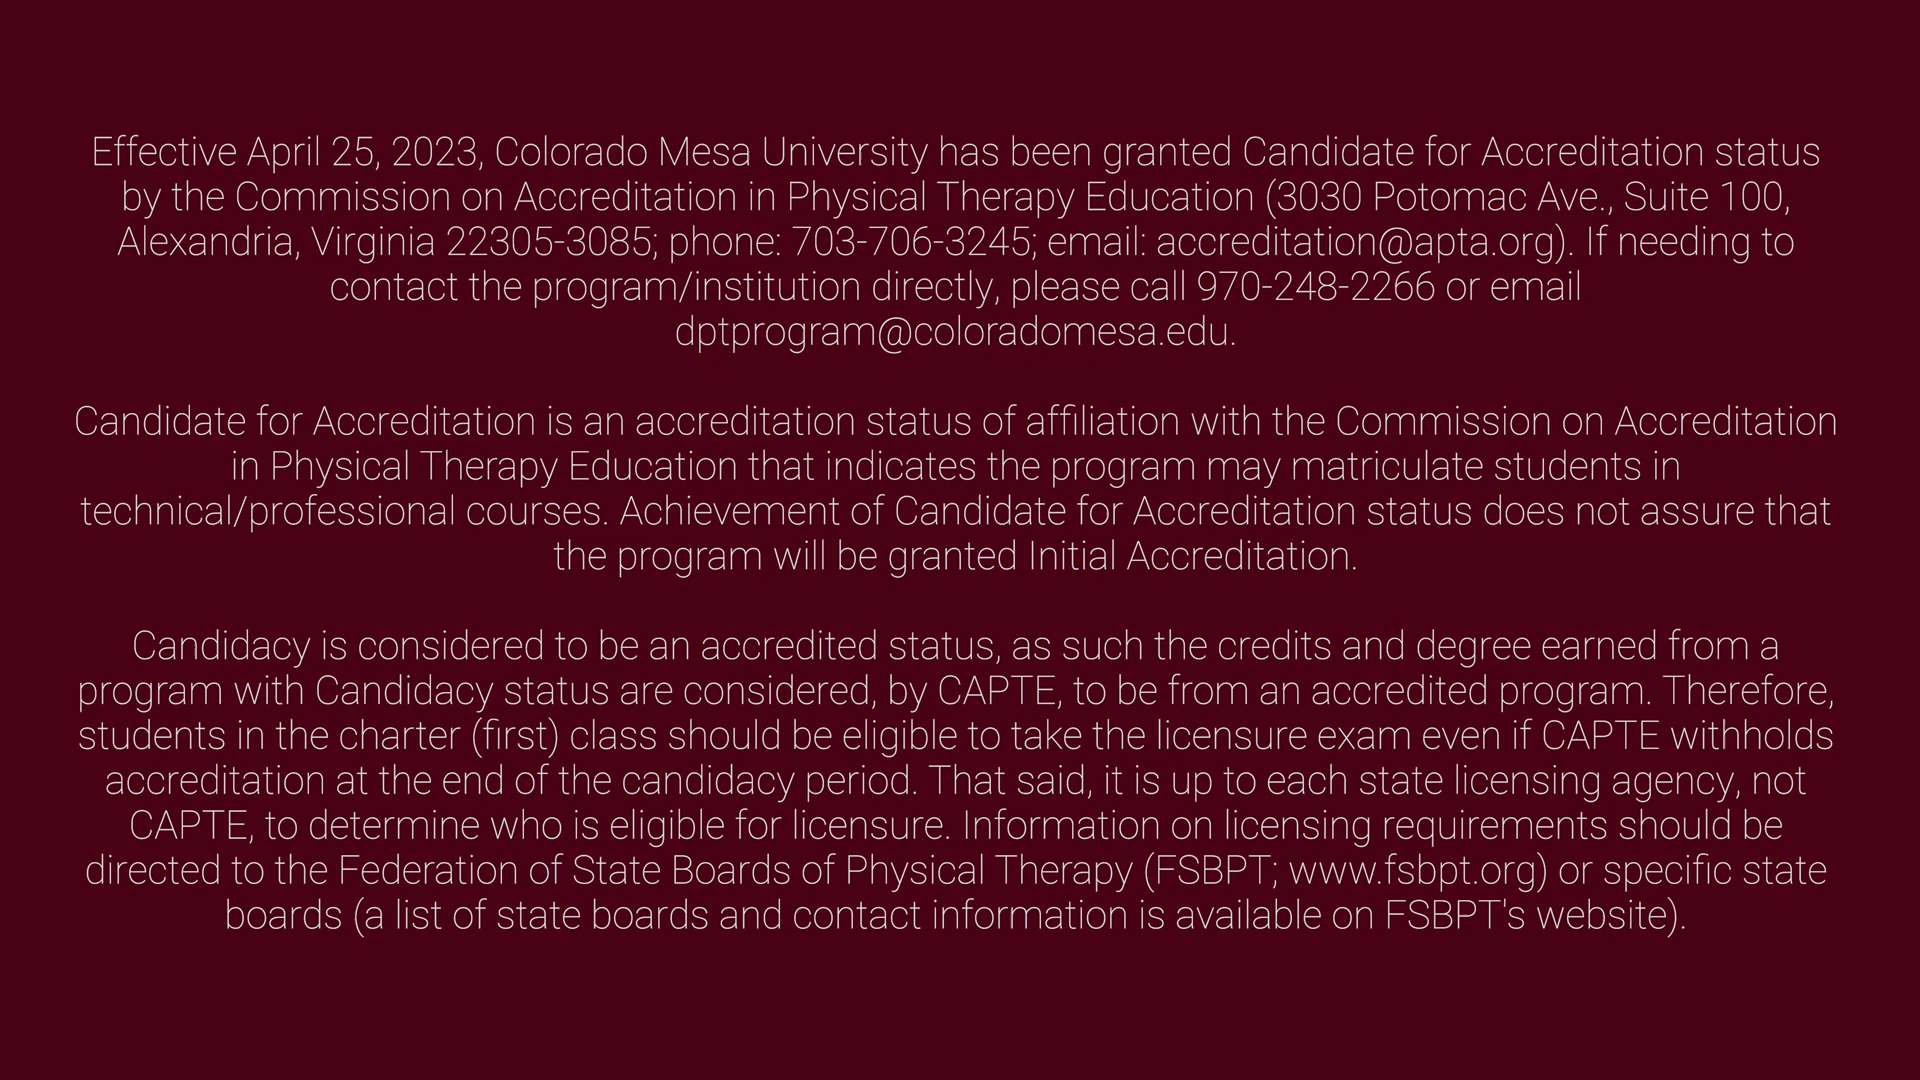 Effective April 25, 2023, Colorado Mesa University has been granted Candidate for Accreditation status
by the Commission on Accreditation in Physical Therapy Education (3030 Potomac Ave., Suite 100,
Alexandria, Virginia 22305-3085; phone: 703-706-3245; email: accreditation@apta.org). If needing to
contact the program/institution directly, please call 970-248-2266 or email
dptprogram@coloradomesa.edu.
Candidate for Accreditation is an accreditation status of affiliation with the Commission on Accreditation
in Physical Therapy Education that indicates the program may matriculate students in
technical/professional courses. Achievement of Candidate for Accreditation status does not assure that
the program will be granted Initial Accreditation.
Candidacy is considered to be an accredited status, as such the credits and degree earned from a
program with Candidacy status are considered, by CAPTE, to be from an accredited program. Therefore,
students in the charter (first) class should be eligible to take the licensure exam even if CAPTE withholds
accreditation at the end of the candidacy period. That said, it is up to each state licensing agency, not
CAPTE, to determine who is eligible for licensure. Information on licensing requirements should be
directed to the Federation of State Boards of Physical Therapy (FSBPT; www.fsbpt.org) or specific state
boards (a list of state boards and contact information is available on FSBPT's website).